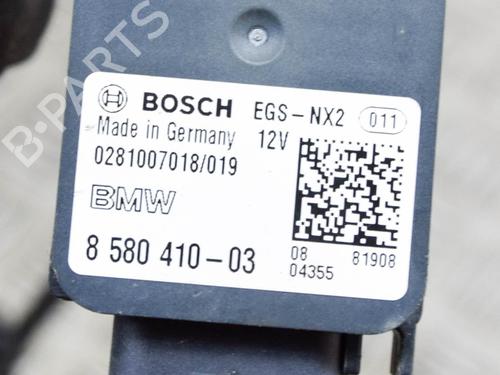 B-PARTS
BOSCH EGS-NX2 011
Made in Germany 12V
0281007018/019
BMW
8 580 410-03
08 81908
04355